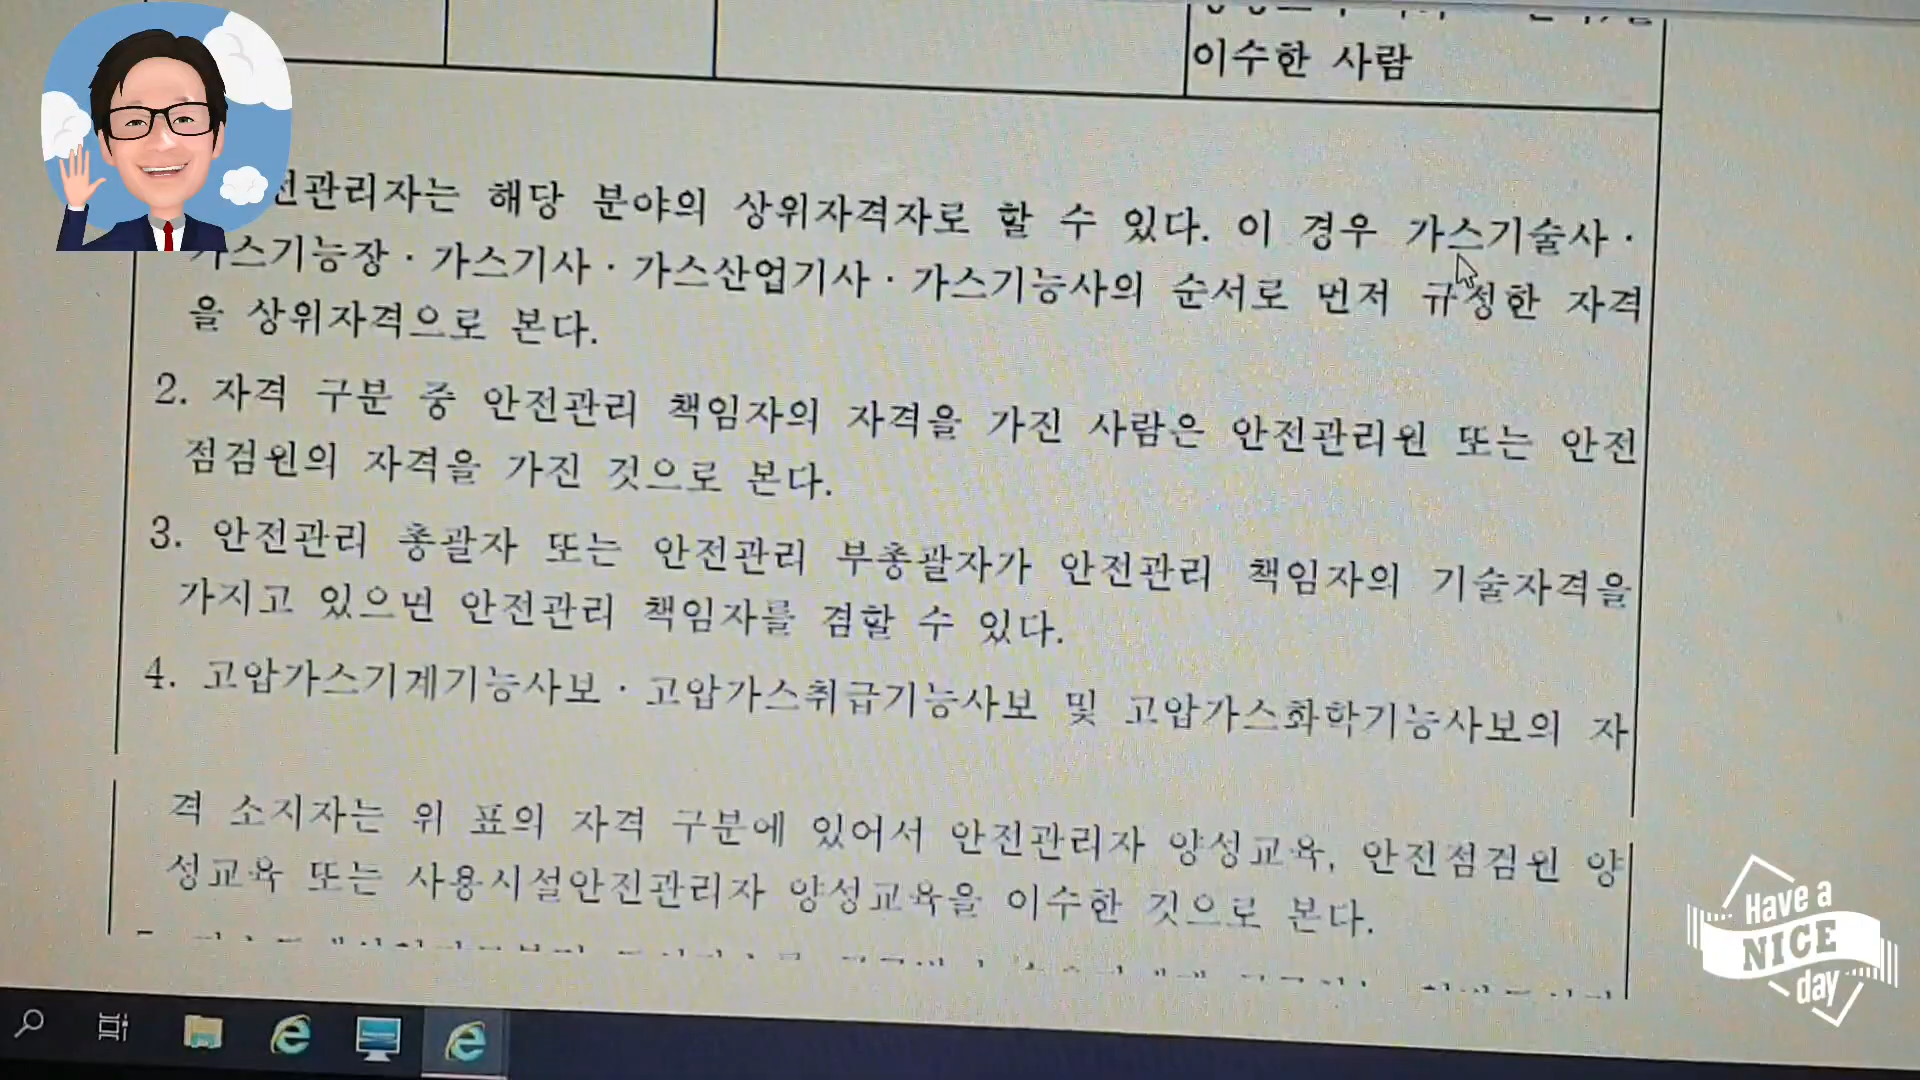 이수한 사람
전관리자는 해당 분야의 상위자격자로 할 수 있다. 이 경우 가스기술사·
가스기능장·가스기사·가스산업기사·가스기능사의 순서로 먼저 규정한 자격
을 상위자격으로 본다.
2. 자격 구분 중 안전관리 책임자의 자격을 가진 사람은 안전관리원 또는 안전
점검원의 자격을 가진 것으로 본다.
3. 안전관리 총괄자 또는 안전관리 부총괄자가 안전관리 책임자의 기술자격을
가지고 있으면 안전관리 책임자를 겸할 수 있다.
4. 고압가스기계기능사보·고압가스취급기능사보 및 고압가스화학기능사보의 자
격 소지자는 위 표의 자격 구분에 있어서 안전관리자 양성교육, 안전점검원 양
성교육 또는 사용시설안전관리자 양성교육을 이수한 것으로 본다.
Have a
NICE
day